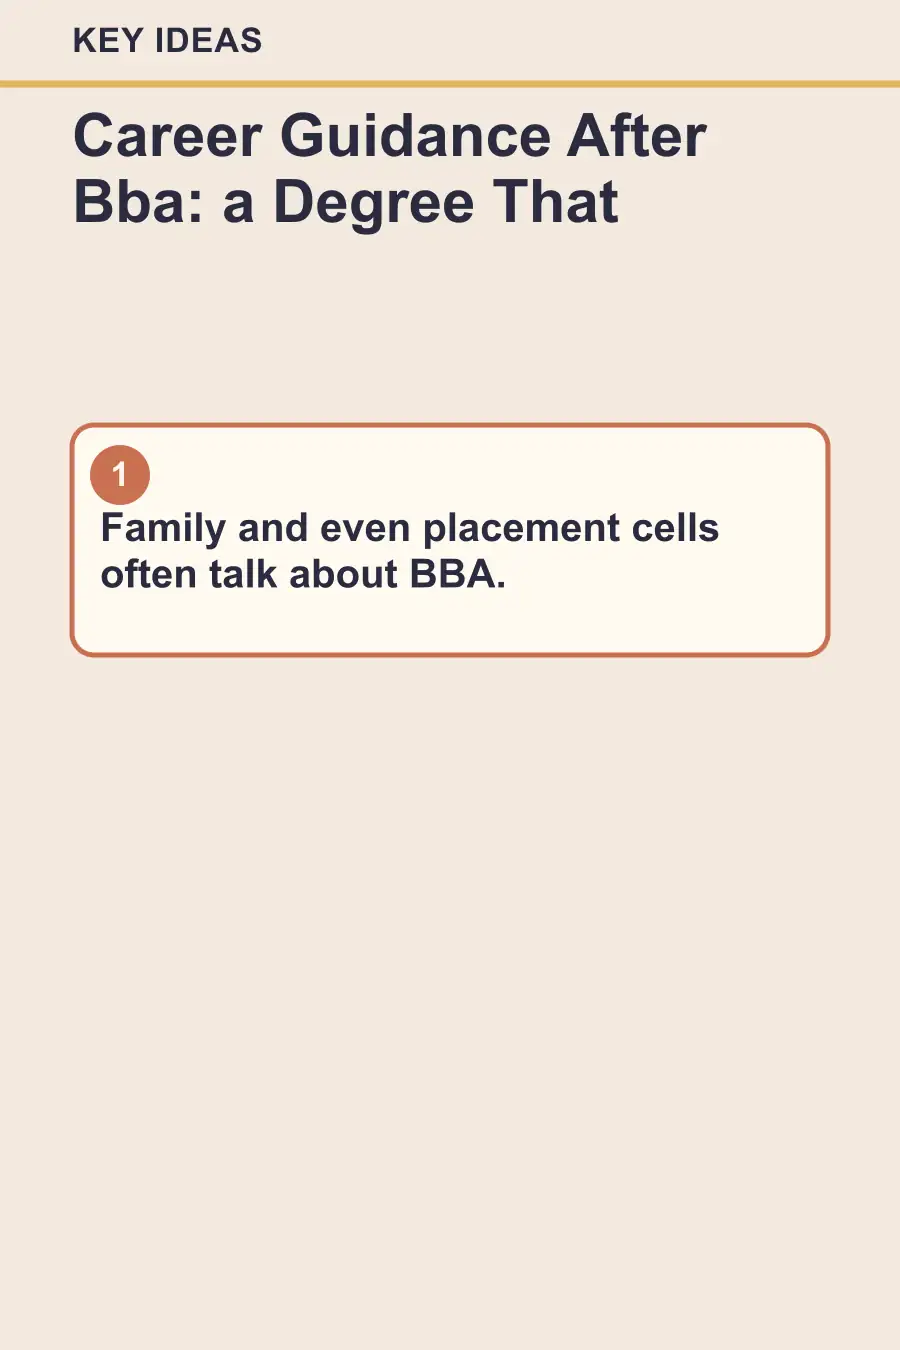 KEY IDEAS
Career Guidance After
Bba: a Degree That
1
Family and even placement cells
often talk about BBA.